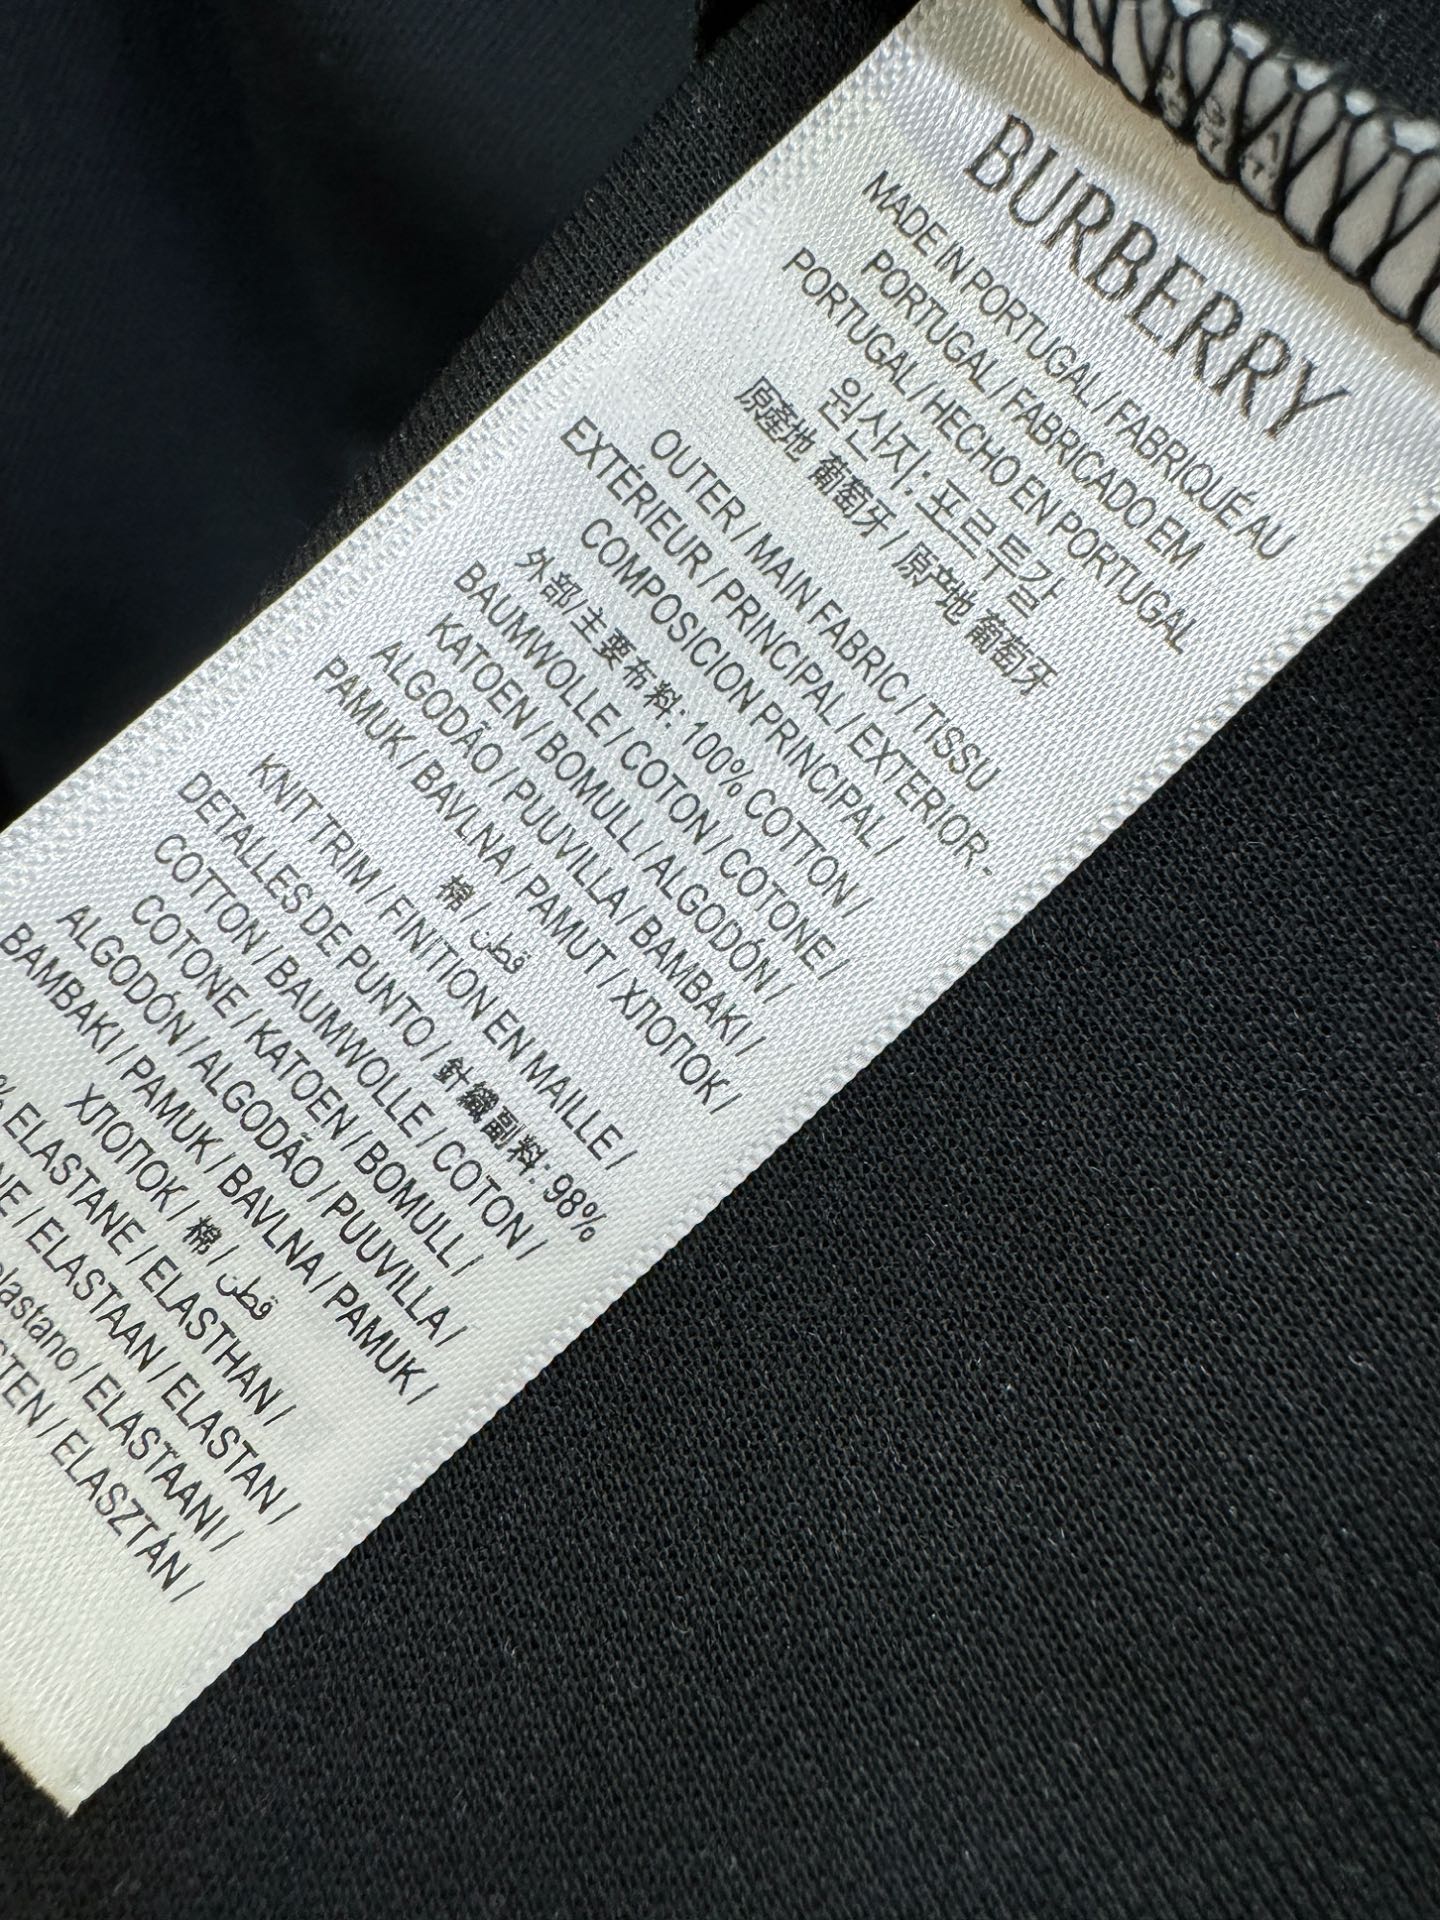 BURBERRY
MADE IN PORTUGAL / FABRIQUÉ AU
PORTUGAL / FABRICADO EM
PORTUGAL / HECHO EN PORTUGAL
원산지: 포르투갈
原產地 葡萄牙 / 原产地 葡萄牙
OUTER / MAIN FABRIC / TISSU
EXTÉRIEUR / PRINCIPAL / EXTERIOR -
COMPOSICION PRINCIPAL /
外部/主要布料: 100% COTTON /
BAUMWOLLE / COTON / COTONE /
KATOEN / BOMULL / ALGODÓN /
ALGODÃO / PUUVILLA / BAMBAKI /
PAMUK / BAVLNA / PAMUT / ХЛОПОК /
棉 / قطن
KNIT TRIM / FINITION EN MAILLE /
DETALLES DE PUNTO / 針織副料: 98%
COTTON / BAUMWOLLE / COTON /
COTONE / KATOEN / BOMULL /
ALGODÓN / ALGODÃO / PUUVILLA /
BAMBAKI / PAMUK / BAVLNA / PAMUK /
ХЛОПОК / 棉 / قطن
% ELASTANE / ELASTHAN /
/ ELASTAAN / ELASTAN /
elastano / ELASTAANI /
/ ELASZTÁN /